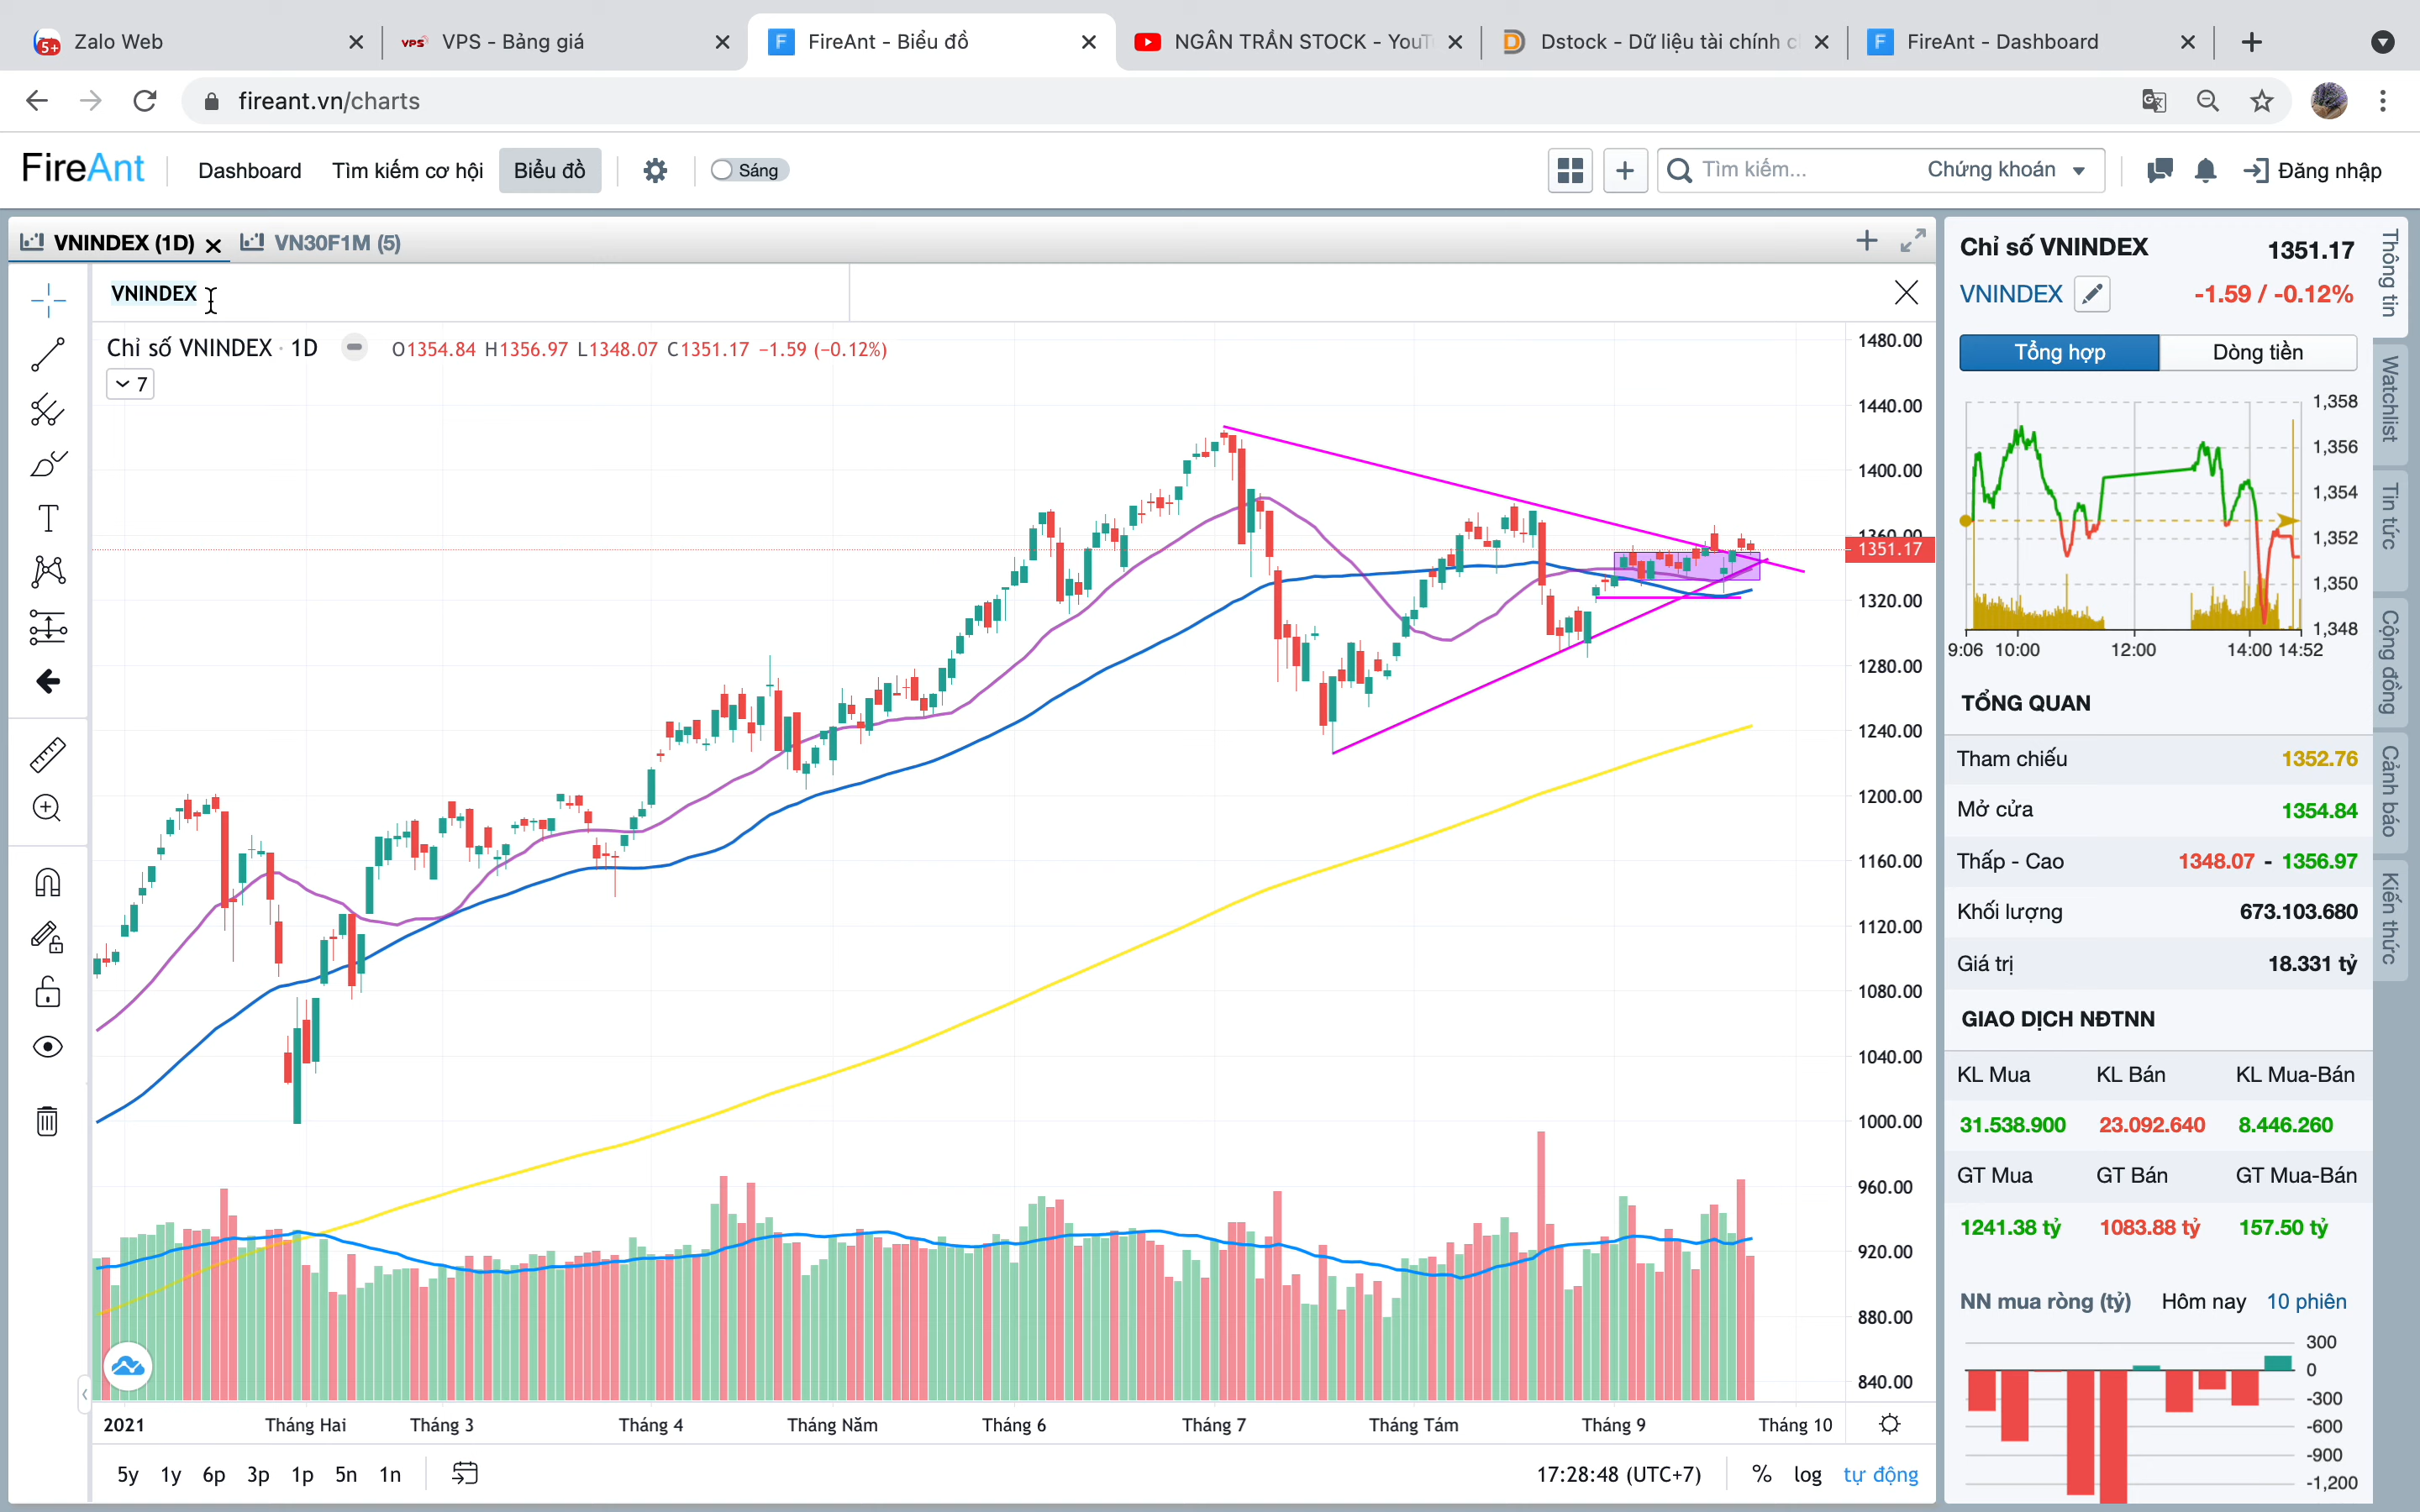 Zalo Web
VPS - Bảng giá
FireAnt - Biểu đồ
NGÂN TRẦN STOCK - YouT
Dstock - Dữ liệu tài chính c
FireAnt - Dashboard
5+
VPS
fireant.vn/charts
FireAnt
Dashboard
Tìm kiếm cơ hội
Biểu đồ
Sáng
Tìm kiếm...
Chứng khoán
Đăng nhập
VNINDEX (1D)
VN30F1M (5)
VNINDEX
Chỉ số VNINDEX · 1D
O1354.84 H1356.97 L1348.07 C1351.17 −1.59 (−0.12%)
7
1480.00
1440.00
1400.00
1360.00
1351.17
1320.00
1280.00
1240.00
1200.00
1160.00
1120.00
1080.00
1040.00
1000.00
960.00
920.00
880.00
840.00
2021
Tháng Hai
Tháng 3
Tháng 4
Tháng Năm
Tháng 6
Tháng 7
Tháng Tám
Tháng 9
Tháng 10
5y 1y 6p 3p 1p 5n 1n
17:28:48 (UTC+7)
% log tự động
Chỉ số VNINDEX 1351.17
VNINDEX -1.59 / -0.12%
Tổng hợp Dòng tiền
1,358
1,356
1,354
1,352
1,350
1,348
9:06 10:00 12:00 14:00 14:52
TỔNG QUAN
Tham chiếu 1352.76
Mở cửa 1354.84
Thấp - Cao 1348.07 - 1356.97
Khối lượng 673.103.680
Giá trị 18.331 tỷ
GIAO DỊCH NĐTNN
KL Mua KL Bán KL Mua-Bán
31.538.900 23.092.640 8.446.260
GT Mua GT Bán GT Mua-Bán
1241.38 tỷ 1083.88 tỷ 157.50 tỷ
NN mua ròng (tỷ) Hôm nay 10 phiên
300
0
-300
-600
-900
-1,200
Thông tin
Watchlist
Tin tức
Cộng đồng
Cảnh báo
Kiến thức